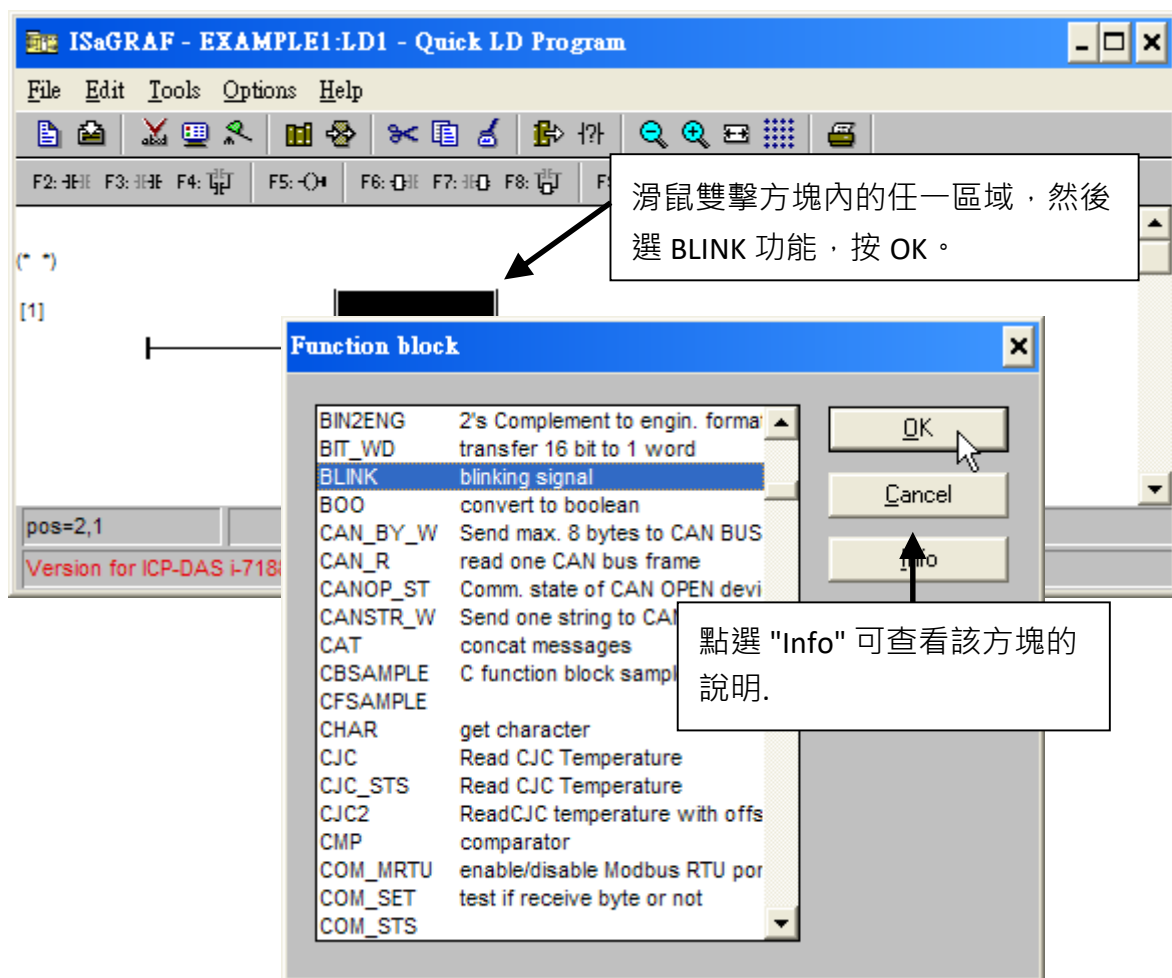 ISaGRAF - EXAMPLE1:LD1 - Quick LD Program
File Edit Tools Options Help
F2: F3: F4: F5: F6: F7: F8:
滑鼠雙擊方塊內的任一區域，然後
選 BLINK 功能，按 OK。
(* *)
[1]
Function block
BIN2ENG 2's Complement to engin. format
BIT_WD transfer 16 bit to 1 word
BLINK blinking signal
BOO convert to boolean
CAN_BY_W Send max. 8 bytes to CAN BUS
CAN_R read one CAN bus frame
CANOP_ST Comm. state of CAN OPEN devi
CANSTR_W Send one string to CAN
CAT concat messages
CBSAMPLE C function block sampl
CFSAMPLE
CHAR get character
CJC Read CJC Temperature
CJC_STS Read CJC Temperature
CJC2 ReadCJC temperature with offs
CMP comparator
COM_MRTU enable/disable Modbus RTU por
COM_SET test if receive byte or not
COM_STS
OK
Cancel
Info
點選 "Info" 可查看該方塊的
說明.
pos=2,1
Version for ICP-DAS i-7188